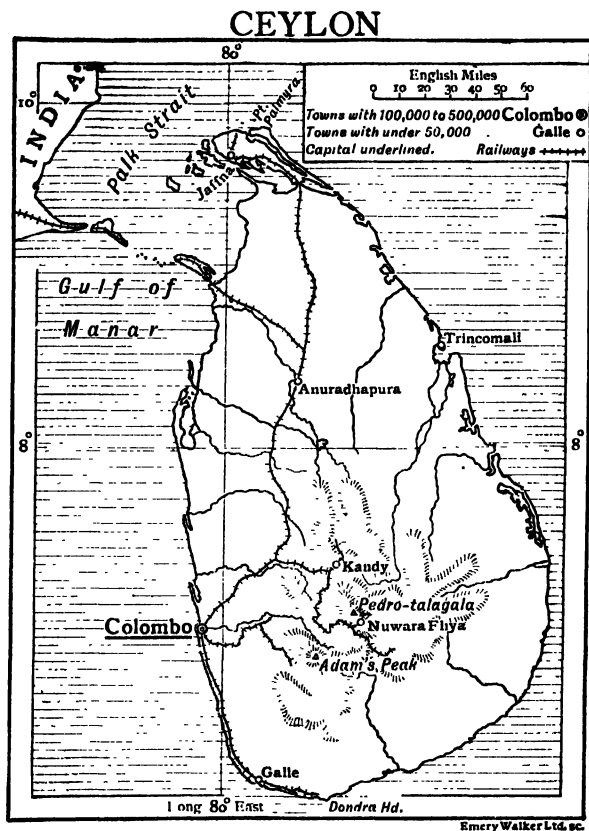 CEYLON
80°
10°
English Miles
0 10 20 30 40 50 60
Towns with 100,000 to 500,000 Colombo
Towns with under 50,000 . Galle
Capital underlined. Railways
INDIA
Palk Strait
Pt. Palmyra
Jaffna
Gulf of
Manar
Trincomali
Anuradhapura
8°
8°
Kandy
Pedro-talagala
Nuwara Eliya
Colombo
Adam's Peak
Galle
Long 80° East
Dondra Hd.
Emery Walker Ltd. sc.